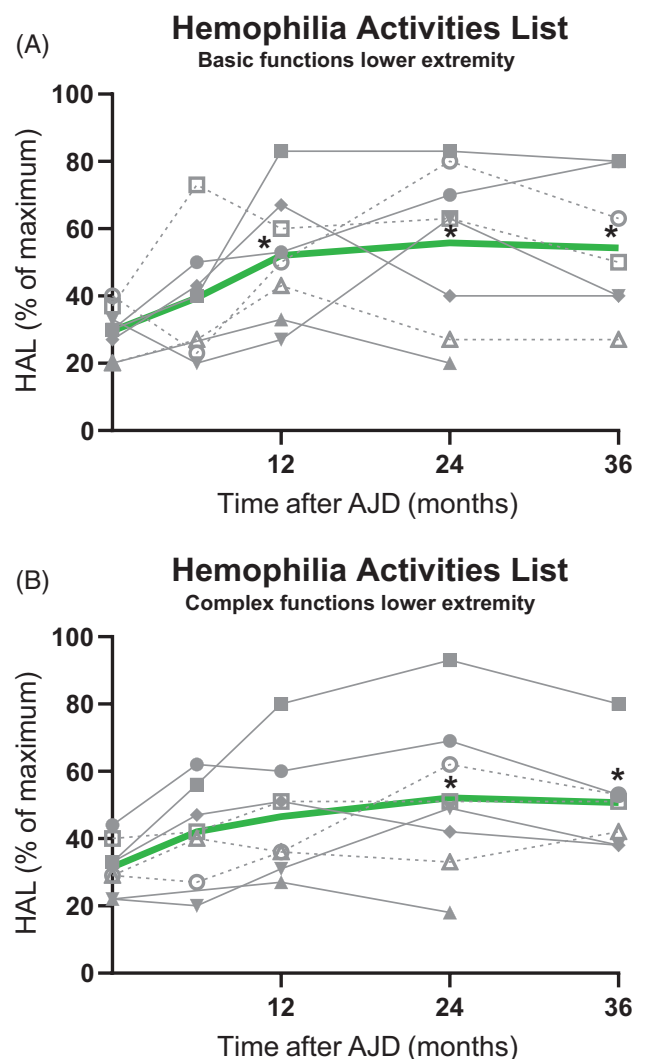 (A)
Hemophilia Activities List
Basic functions lower extremity
HAL (% of maximum)
100
80
60
40
20
0
*
*
*
12
24
36
Time after AJD (months)
(B)
Hemophilia Activities List
Complex functions lower extremity
HAL (% of maximum)
100
80
60
40
20
0
*
*
12
24
36
Time after AJD (months)